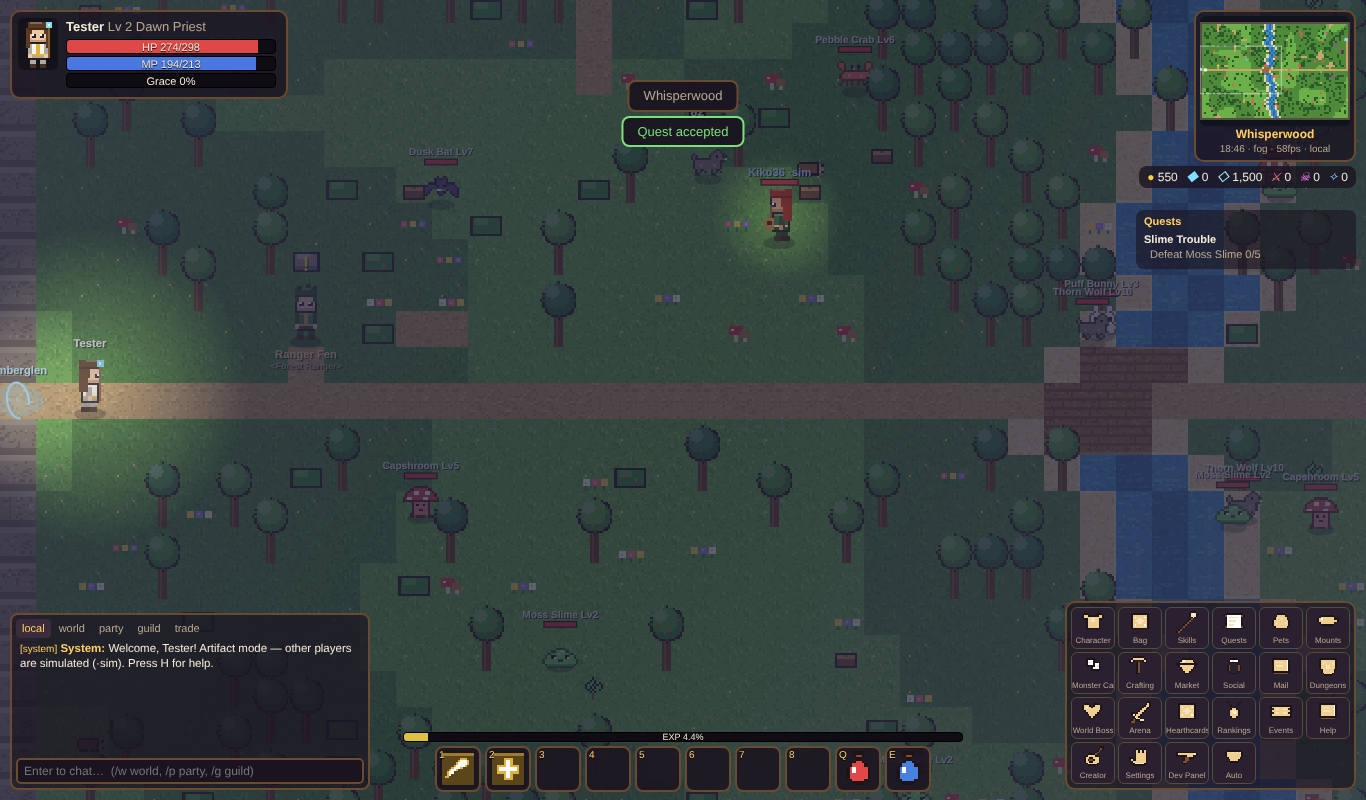 Tester Lv 2 Dawn Priest
HP 274/298
MP 194/213
Grace 0%
Whisperwood
Quest accepted
Pebble Crab Lv6
Dusk Bat Lv7
Kiko36 ·sim
Whisperwood
18:46 · fog · 58fps · local
550 0 1,500 0 0 0
Quests
Slime Trouble
Defeat Moss Slime 0/5
Puff Bunny Lv3
Thorn Wolf Lv10
Tester
mberglen
Ranger Fen
<Forest Ranger>
Capshroom Lv5
Thorn Wolf Lv10
Moss Slime Lv2
Capshroom Lv5
Moss Slime Lv2
local world party guild trade
[system] System: Welcome, Tester! Artifact mode — other players
are simulated (·sim). Press H for help.
Enter to chat… (/w world, /p party, /g guild)
EXP 4.4%
1 2 3 4 5 6 7 8 Q E
Character Bag Skills Quests Pets Mounts
Monster Ca Crafting Market Social Mail Dungeons
World Boss Arena Hearthcards Rankings Events Help
Creator Settings Dev Panel Auto